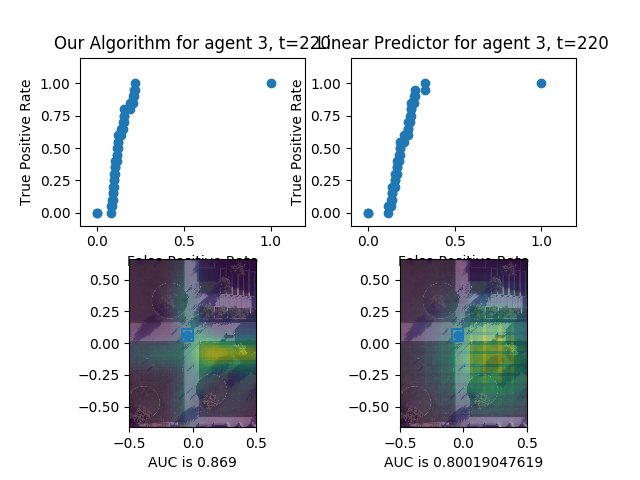 Our Algorithm for agent 3, t=220
Linear Predictor for agent 3, t=220
True Positive Rate
1.00
0.75
0.50
0.25
0.00
0.0 0.5 1.0
False Positive Rate
True Positive Rate
1.00
0.75
0.50
0.25
0.00
0.0 0.5 1.0
False Positive Rate
0.50
0.25
0.00
−0.25
−0.50
−0.5 0.0 0.5
AUC is 0.869
0.50
0.25
0.00
−0.25
−0.50
−0.5 0.0 0.5
AUC is 0.80019047619